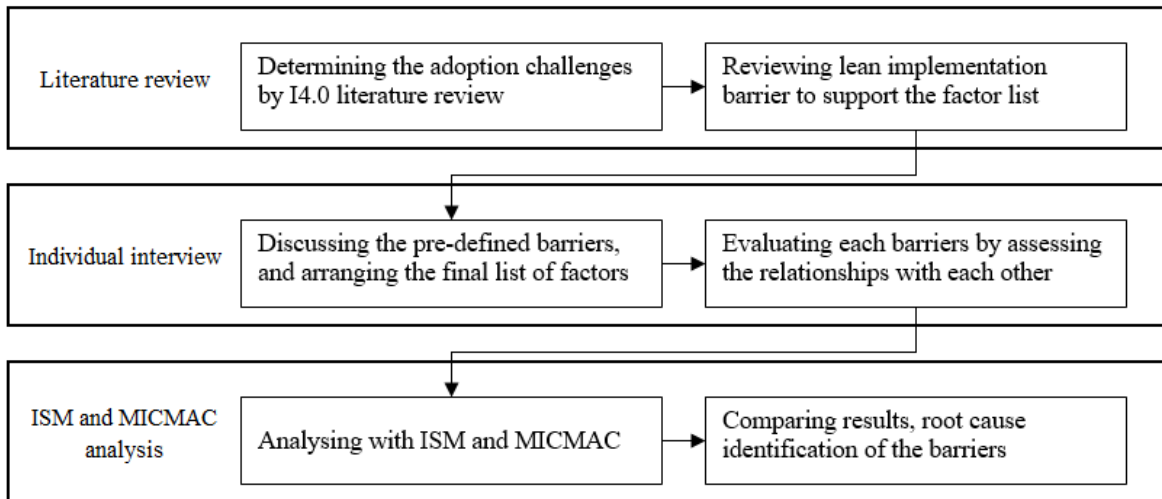 Literature review
Determining the adoption challenges
by I4.0 literature review
Reviewing lean implementation
barrier to support the factor list
Individual interview
Discussing the pre-defined barriers,
and arranging the final list of factors
Evaluating each barriers by assessing
the relationships with each other
ISM and MICMAC
analysis
Analysing with ISM and MICMAC
Comparing results, root cause
identification of the barriers